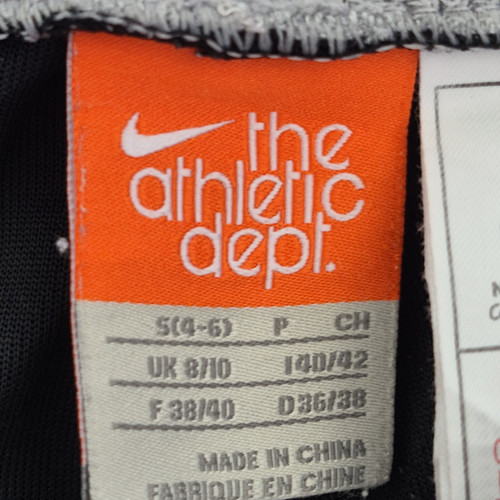 the
athletic
dept.
S(4-6) P CH
UK 8/10 I40/42
F 38/40 D36/38
MADE IN CHINA
FABRIQUE EN CHINE